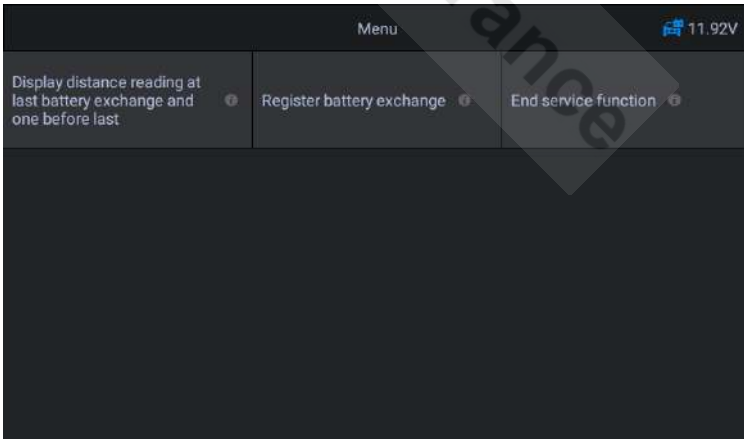 Menu
11.92V
Display distance reading at
last battery exchange and
one before last
Register battery exchange
End service function